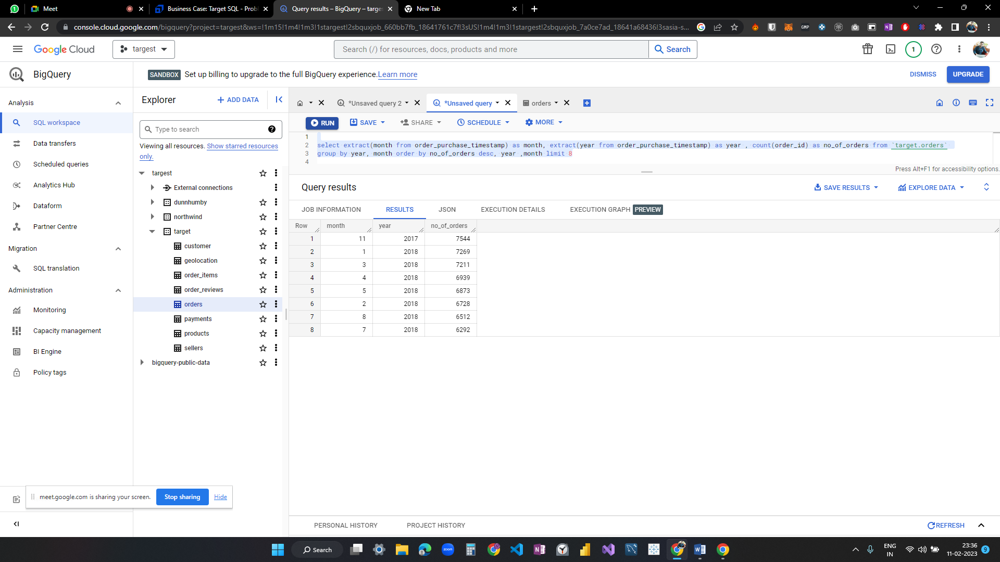 Meet
Business Case: Target SQL - Prob
Query results – BigQuery – targes
New Tab
console.cloud.google.com/bigquery?project=targest&ws=!1m15!1m4!1m3!1stargest!2sbquxjob_660bb7fb_18641761c7f!3sUS!1m4!1m3!1stargest!2sbquxjob_7a0ce7ad_18641a68436!3sasia-s...
Google Cloud
targest
Search (/) for resources, docs, products and more
Search
1
BigQuery
SANDBOX Set up billing to upgrade to the full BigQuery experience. Learn more
DISMISS
UPGRADE
Analysis
SQL workspace
Data transfers
Scheduled queries
Analytics Hub
Dataform
Partner Centre
Migration
SQL translation
Administration
Monitoring
Capacity management
BI Engine
Policy tags
Explorer
+ ADD DATA
Type to search
Viewing all resources. Show starred resources
only.
targest
External connections
dunnhumby
northwind
target
customer
geolocation
order_items
order_reviews
orders
payments
products
sellers
bigquery-public-data
*Unsaved query 2
*Unsaved query
orders
RUN
SAVE
SHARE
SCHEDULE
MORE
1
2 select extract(month from order_purchase_timestamp) as month, extract(year from order_purchase_timestamp) as year , count(order_id) as no_of_orders from `target.orders`
3 group by year, month order by no_of_orders desc, year ,month limit 8
4
Press Alt+F1 for accessibility options.
Query results
SAVE RESULTS
EXPLORE DATA
JOB INFORMATION
RESULTS
JSON
EXECUTION DETAILS
EXECUTION GRAPH PREVIEW
Row month year no_of_orders
1 11 2017 7544
2 1 2018 7269
3 3 2018 7211
4 4 2018 6939
5 5 2018 6873
6 2 2018 6728
7 8 2018 6512
8 7 2018 6292
meet.google.com is sharing your screen.
Stop sharing
Hide
PERSONAL HISTORY
PROJECT HISTORY
REFRESH
Search
zoom
ENG
IN
23:36
11-02-2023
9